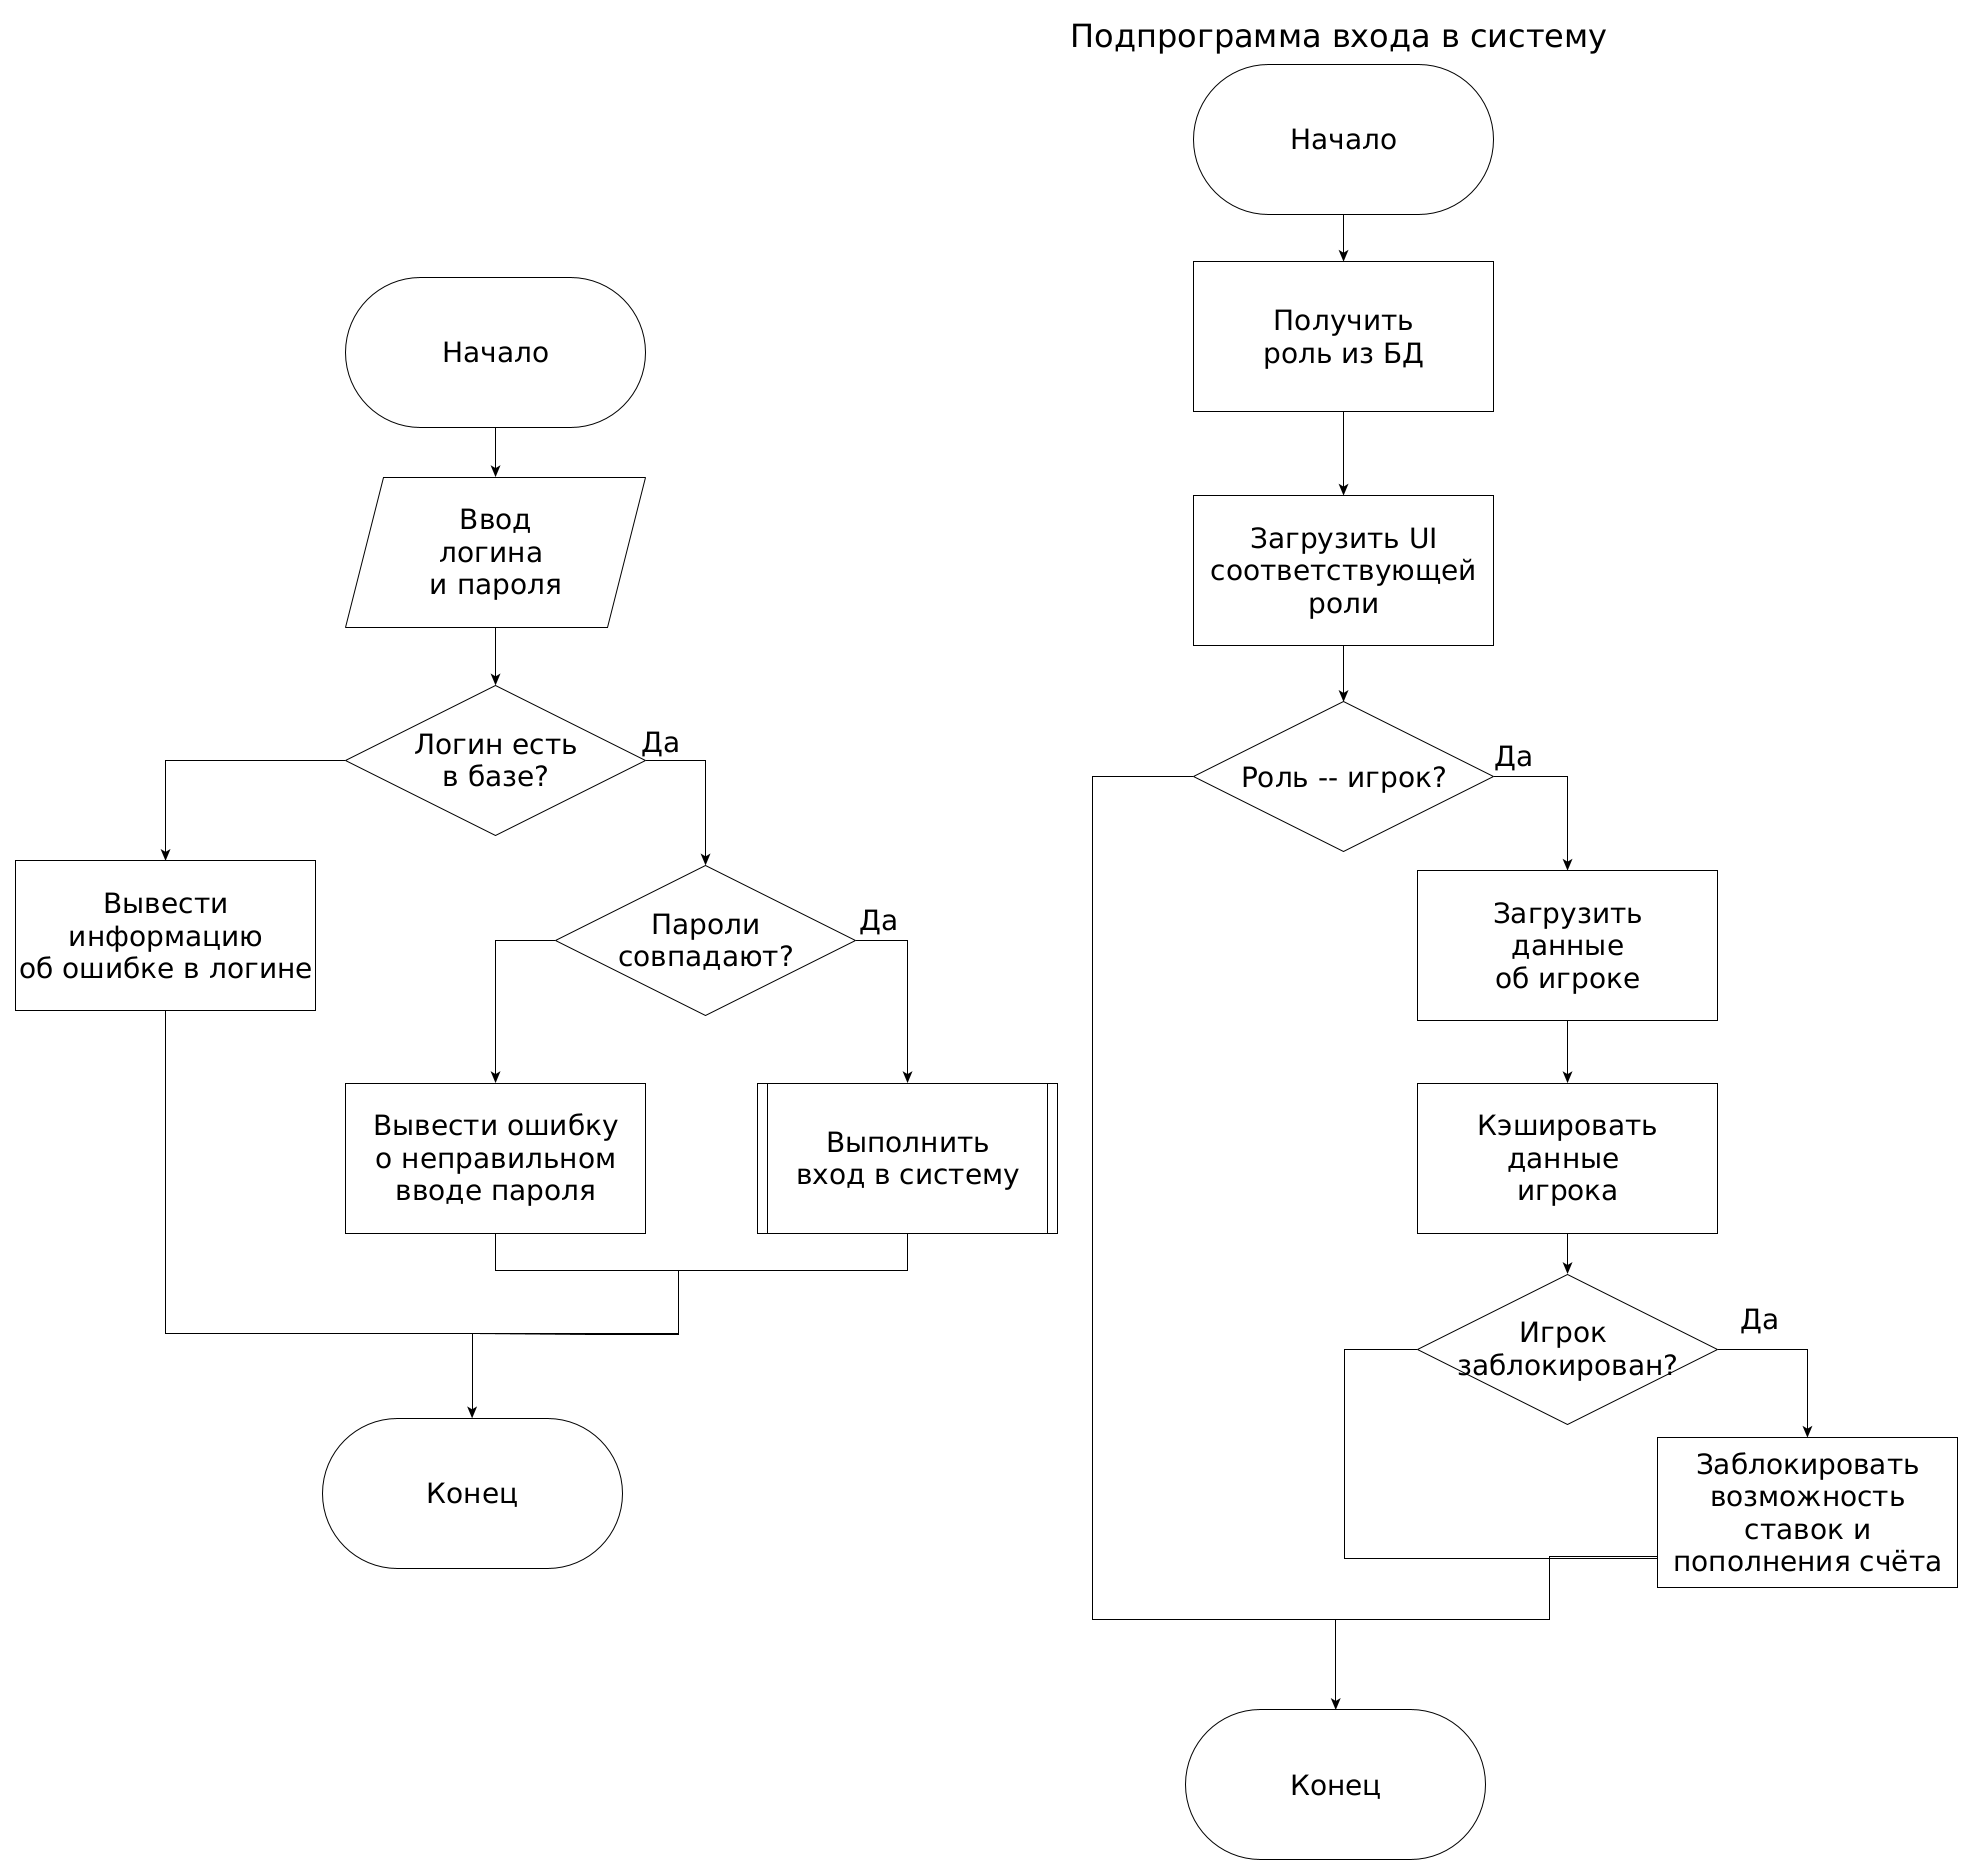 Подпрограмма входа в систему
Начало
Ввод
логина
и пароля
Логин есть
в базе?
Да
Вывести
информацию
об ошибке в логине
Пароли
совпадают?
Да
Вывести ошибку
о неправильном
вводе пароля
Выполнить
вход в систему
Конец
Начало
Получить
роль из БД
Загрузить UI
соответствующей
роли
Роль -- игрок?
Да
Загрузить
данные
об игроке
Кэшировать
данные
игрока
Игрок
заблокирован?
Да
Заблокировать
возможность
ставок и
пополнения счёта
Конец